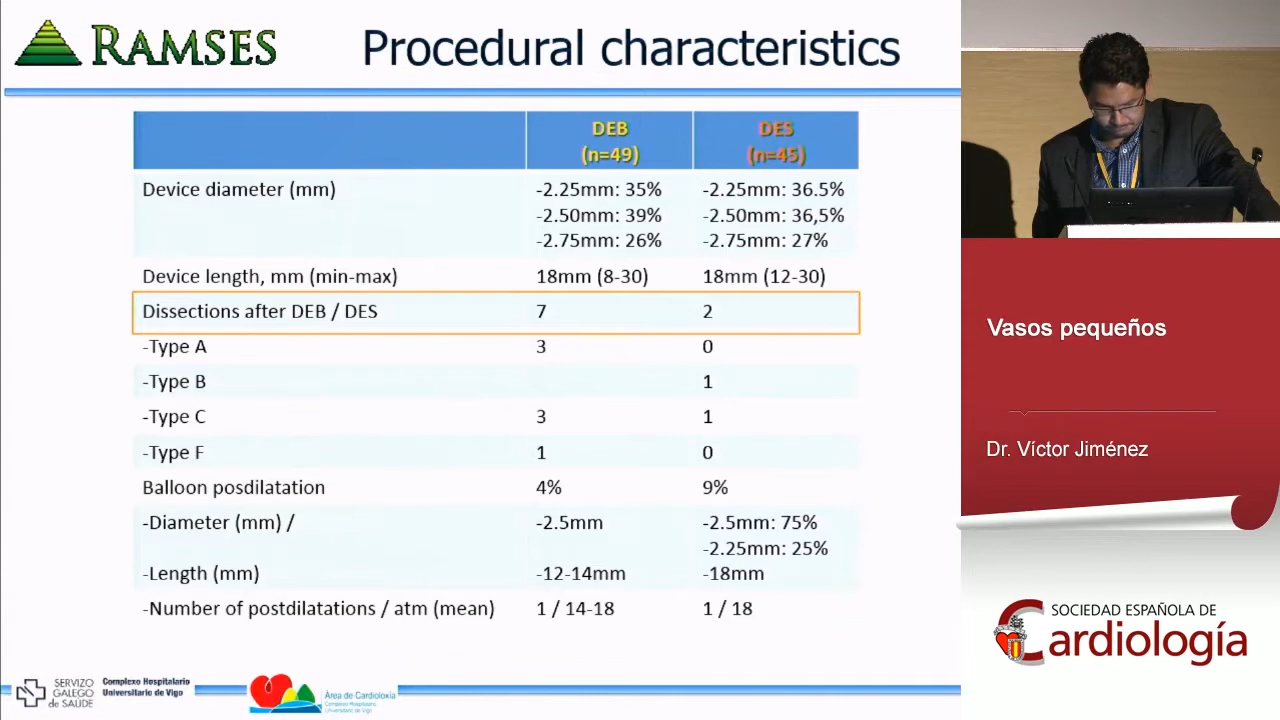 RAMSES
Procedural characteristics
DEB
(n=49)
DES
(n=45)
Device diameter (mm)
-2.25mm: 35%
-2.50mm: 39%
-2.75mm: 26%
-2.25mm: 36.5%
-2.50mm: 36,5%
-2.75mm: 27%
Device length, mm (min-max) 18mm (8-30) 18mm (12-30)
Dissections after DEB / DES 7 2
-Type A 3 0
-Type B 1
-Type C 3 1
-Type F 1 0
Balloon posdilatation 4% 9%
-Diameter (mm) / -2.5mm -2.5mm: 75%
-2.25mm: 25%
-Length (mm) -12-14mm -18mm
-Number of postdilatations / atm (mean) 1 / 14-18 1 / 18
SERVIZO
GALEGO
de SAÚDE
Complexo Hospitalario
Universitario de Vigo
Área de Cardioloxía
Complexo Hospitalario
Universitario de Vigo
Vasos pequeños
Dr. Víctor Jiménez
SOCIEDAD ESPAÑOLA DE
Cardiología